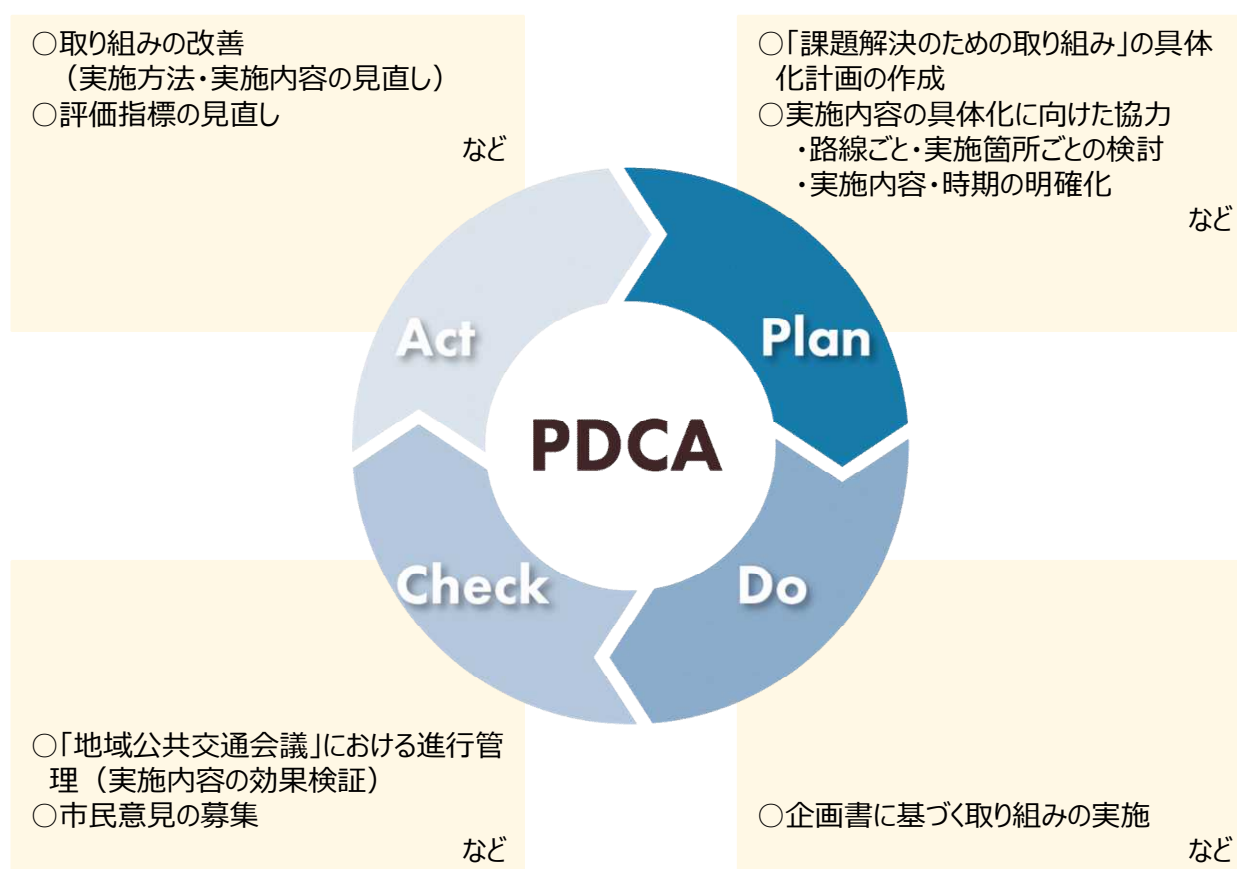 ○取り組みの改善
（実施方法・実施内容の見直し）
○評価指標の見直し
など
○「課題解決のための取り組み」の具体
化計画の作成
○実施内容の具体化に向けた協力
・路線ごと・実施箇所ごとの検討
・実施内容・時期の明確化
など
Act
Plan
PDCA
Check
Do
○「地域公共交通会議」における進行管
理（実施内容の効果検証）
○市民意見の募集
など
○企画書に基づく取り組みの実施
など